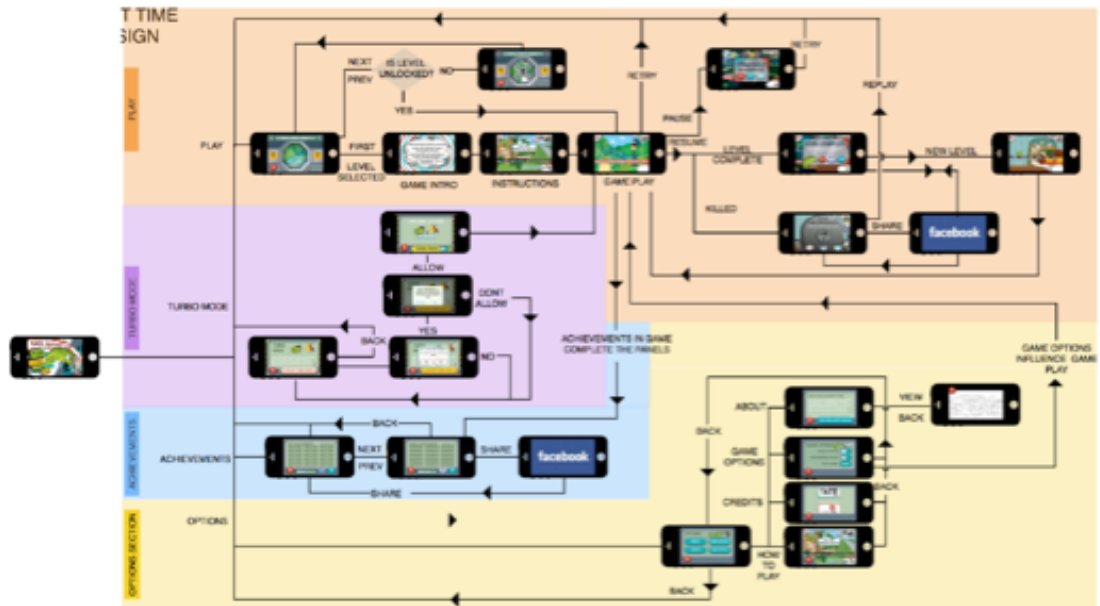 T TIME
SIGN
PLAY
PLAY
NEXT
PREV
IS LEVEL
UNLOCKED?
NO
YES
FIRST
LEVEL
SELECTED
GAME INTRO
INSTRUCTIONS
GAME PLAY
RETRY
RETRY
PAUSE
RESUME
REPLAY
LEVEL
COMPLETE
NEW LEVEL
KILLED
SHARE
facebook
TURBO MODE
TURBO MODE
ALLOW
DONT
ALLOW
YES
BACK
NO
ACHIEVEMENTS IN GAME
COMPLETE THE PANELS
GAME OPTIONS
INFLUENCE GAME
PLAY
ACHIEVEMENTS
ACHIEVEMENTS
BACK
NEXT
PREV
SHARE
facebook
SHARE
OPTIONS SECTION
OPTIONS
BACK
ABOUT
VIEW
BACK
GAME
OPTIONS
BACK
CREDITS
HOW
TO
PLAY
BACK